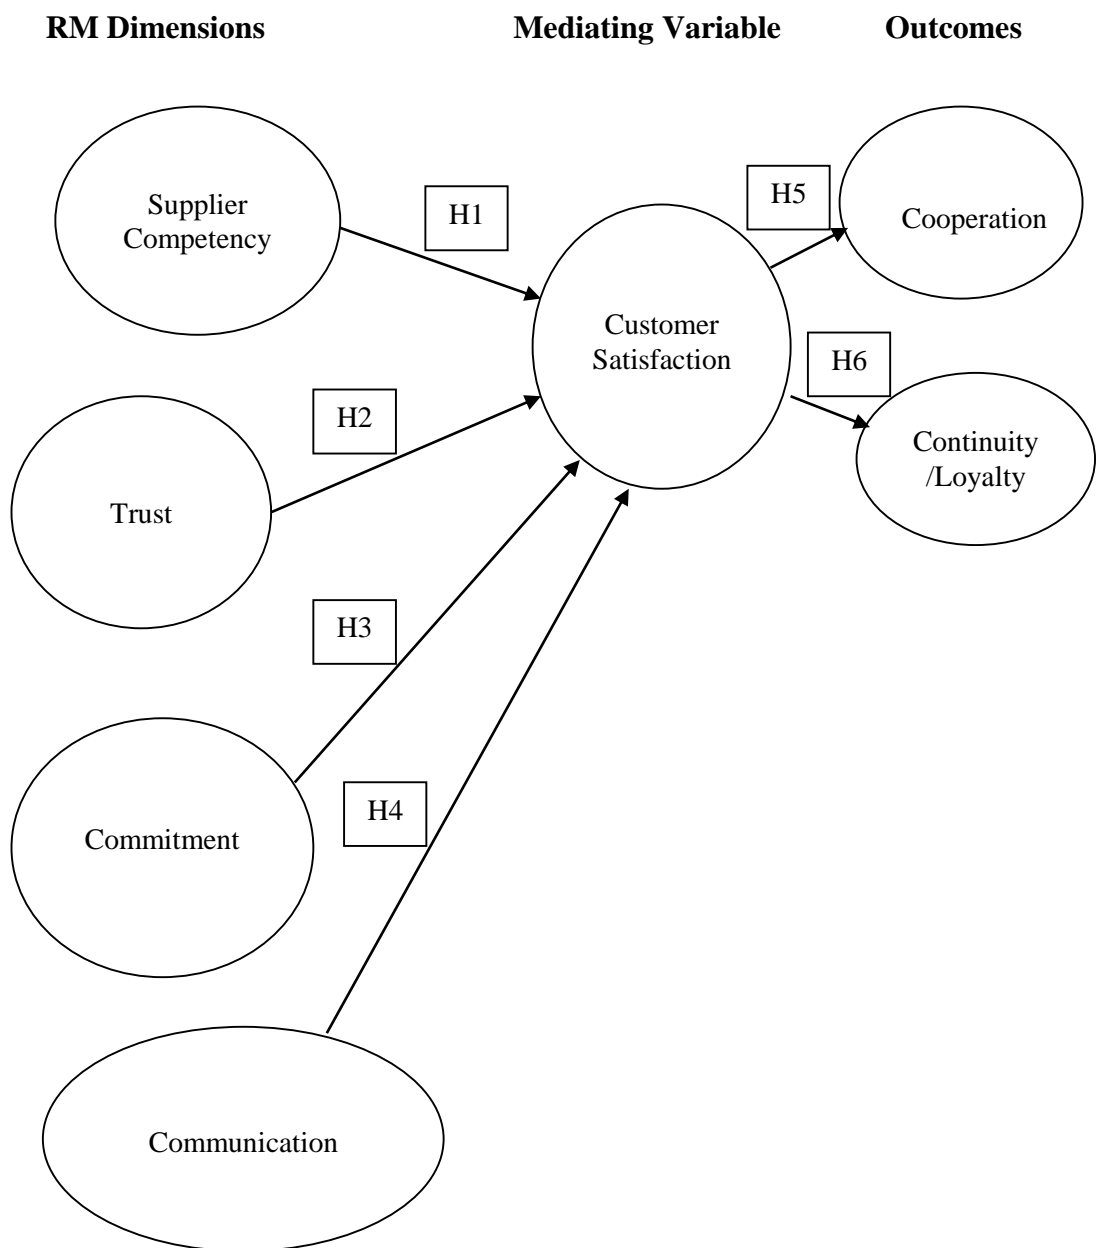 RM Dimensions
Mediating Variable
Outcomes
Supplier
Competency
H1
H5
Cooperation
Customer
Satisfaction
H6
H2
Continuity
/Loyalty
Trust
H3
Commitment
H4
Communication